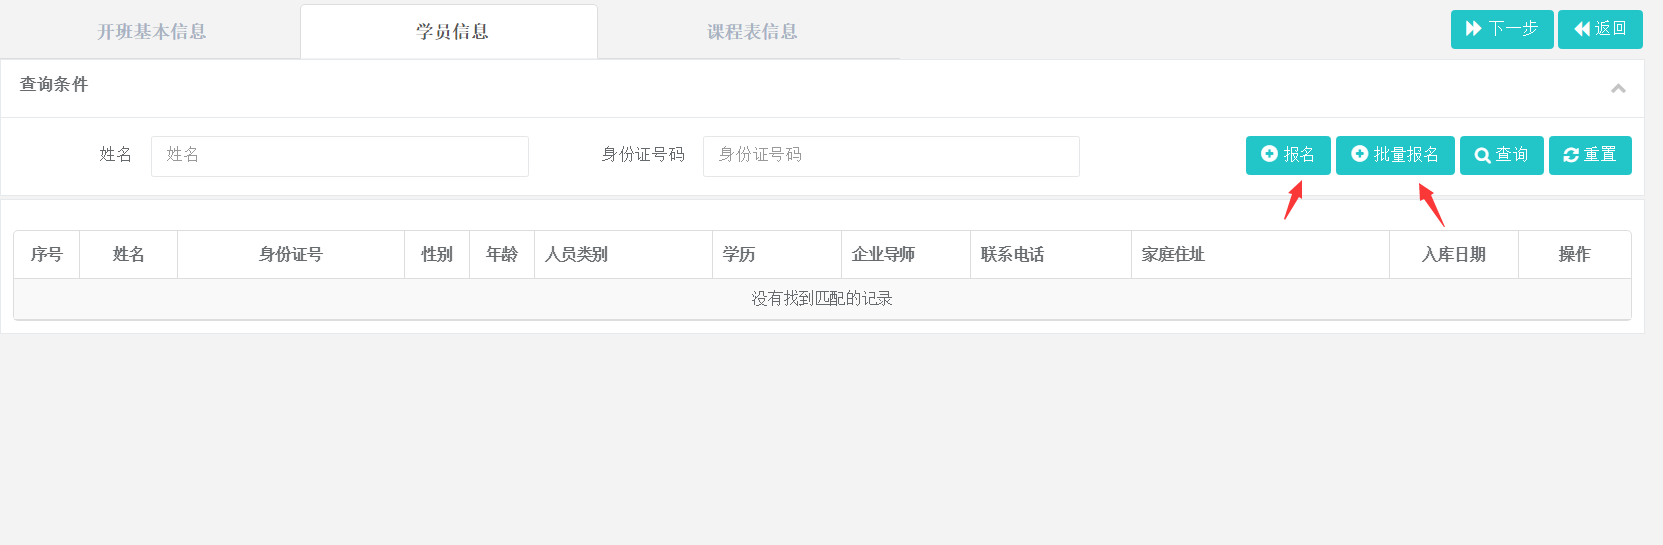 开班基本信息 学员信息 课程表信息 下一步 返回
查询条件
姓名 姓名 身份证号码 身份证号码 报名 批量报名 查询 重置
序号 姓名 身份证号 性别 年龄 人员类别 学历 企业导师 联系电话 家庭住址 入库日期 操作
没有找到匹配的记录